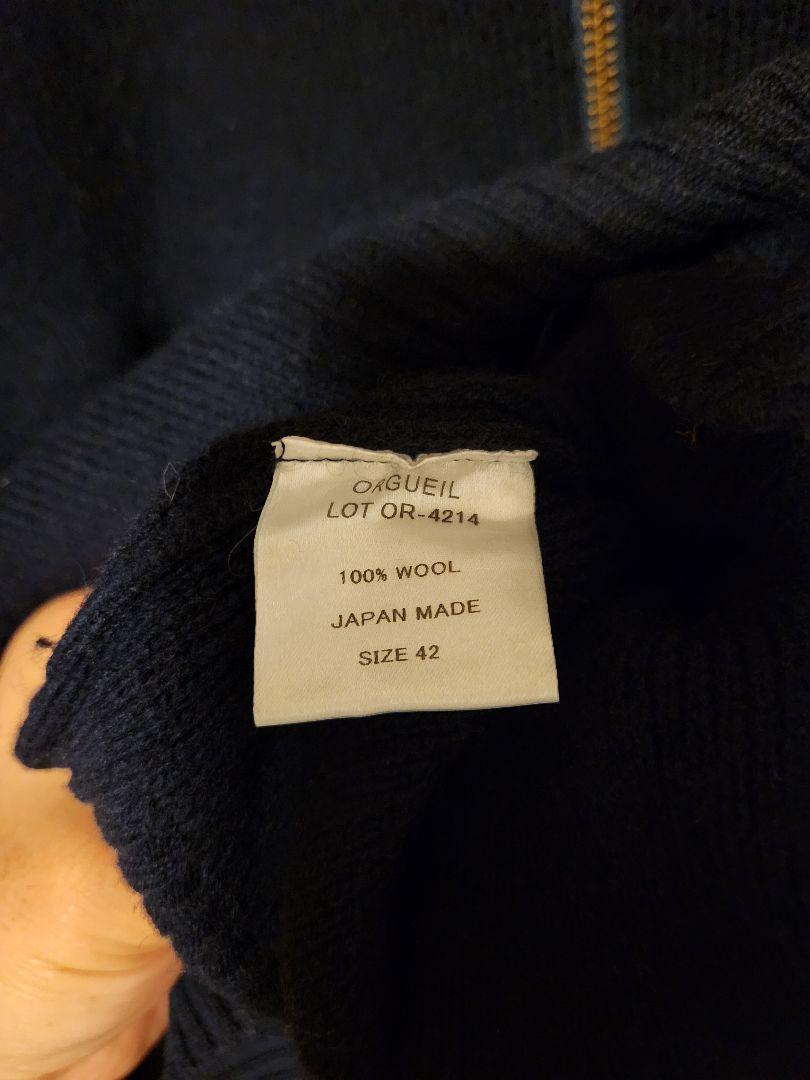 ORGUEIL
LOT OR-4214
100% WOOL
JAPAN MADE
SIZE 42